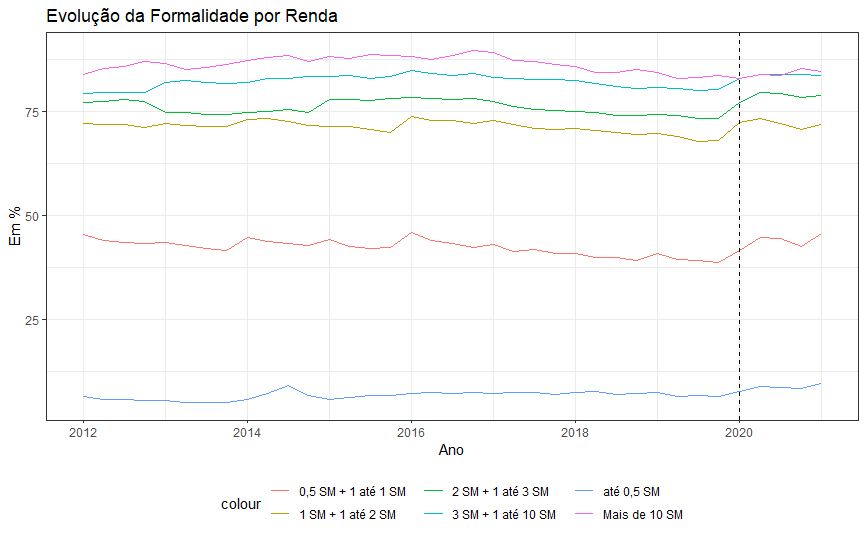 Evolução da Formalidade por Renda
Em %
75
50
25
2012 2014 2016 2018 2020
Ano
colour
0,5 SM + 1 até 1 SM 2 SM + 1 até 3 SM até 0,5 SM
1 SM + 1 até 2 SM 3 SM + 1 até 10 SM Mais de 10 SM